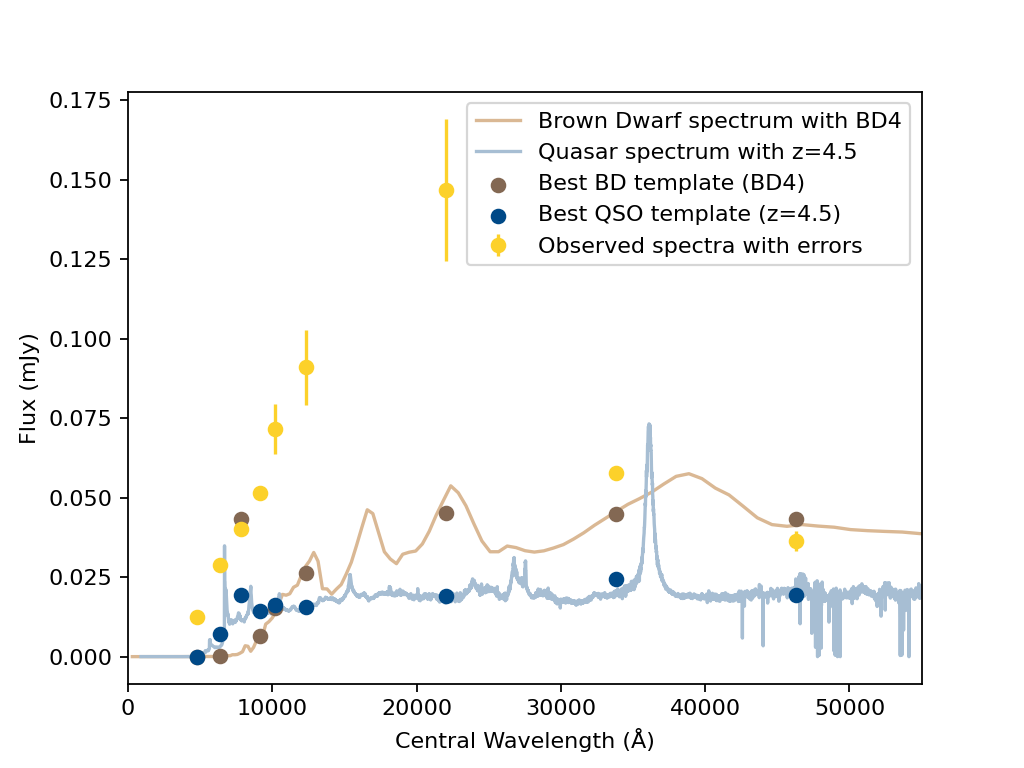 0.175
0.150
0.125
0.100
0.075
0.050
0.025
0.000
Flux (mJy)
Brown Dwarf spectrum with BD4
Quasar spectrum with z=4.5
Best BD template (BD4)
Best QSO template (z=4.5)
Observed spectra with errors
0 10000 20000 30000 40000 50000
Central Wavelength (Å)